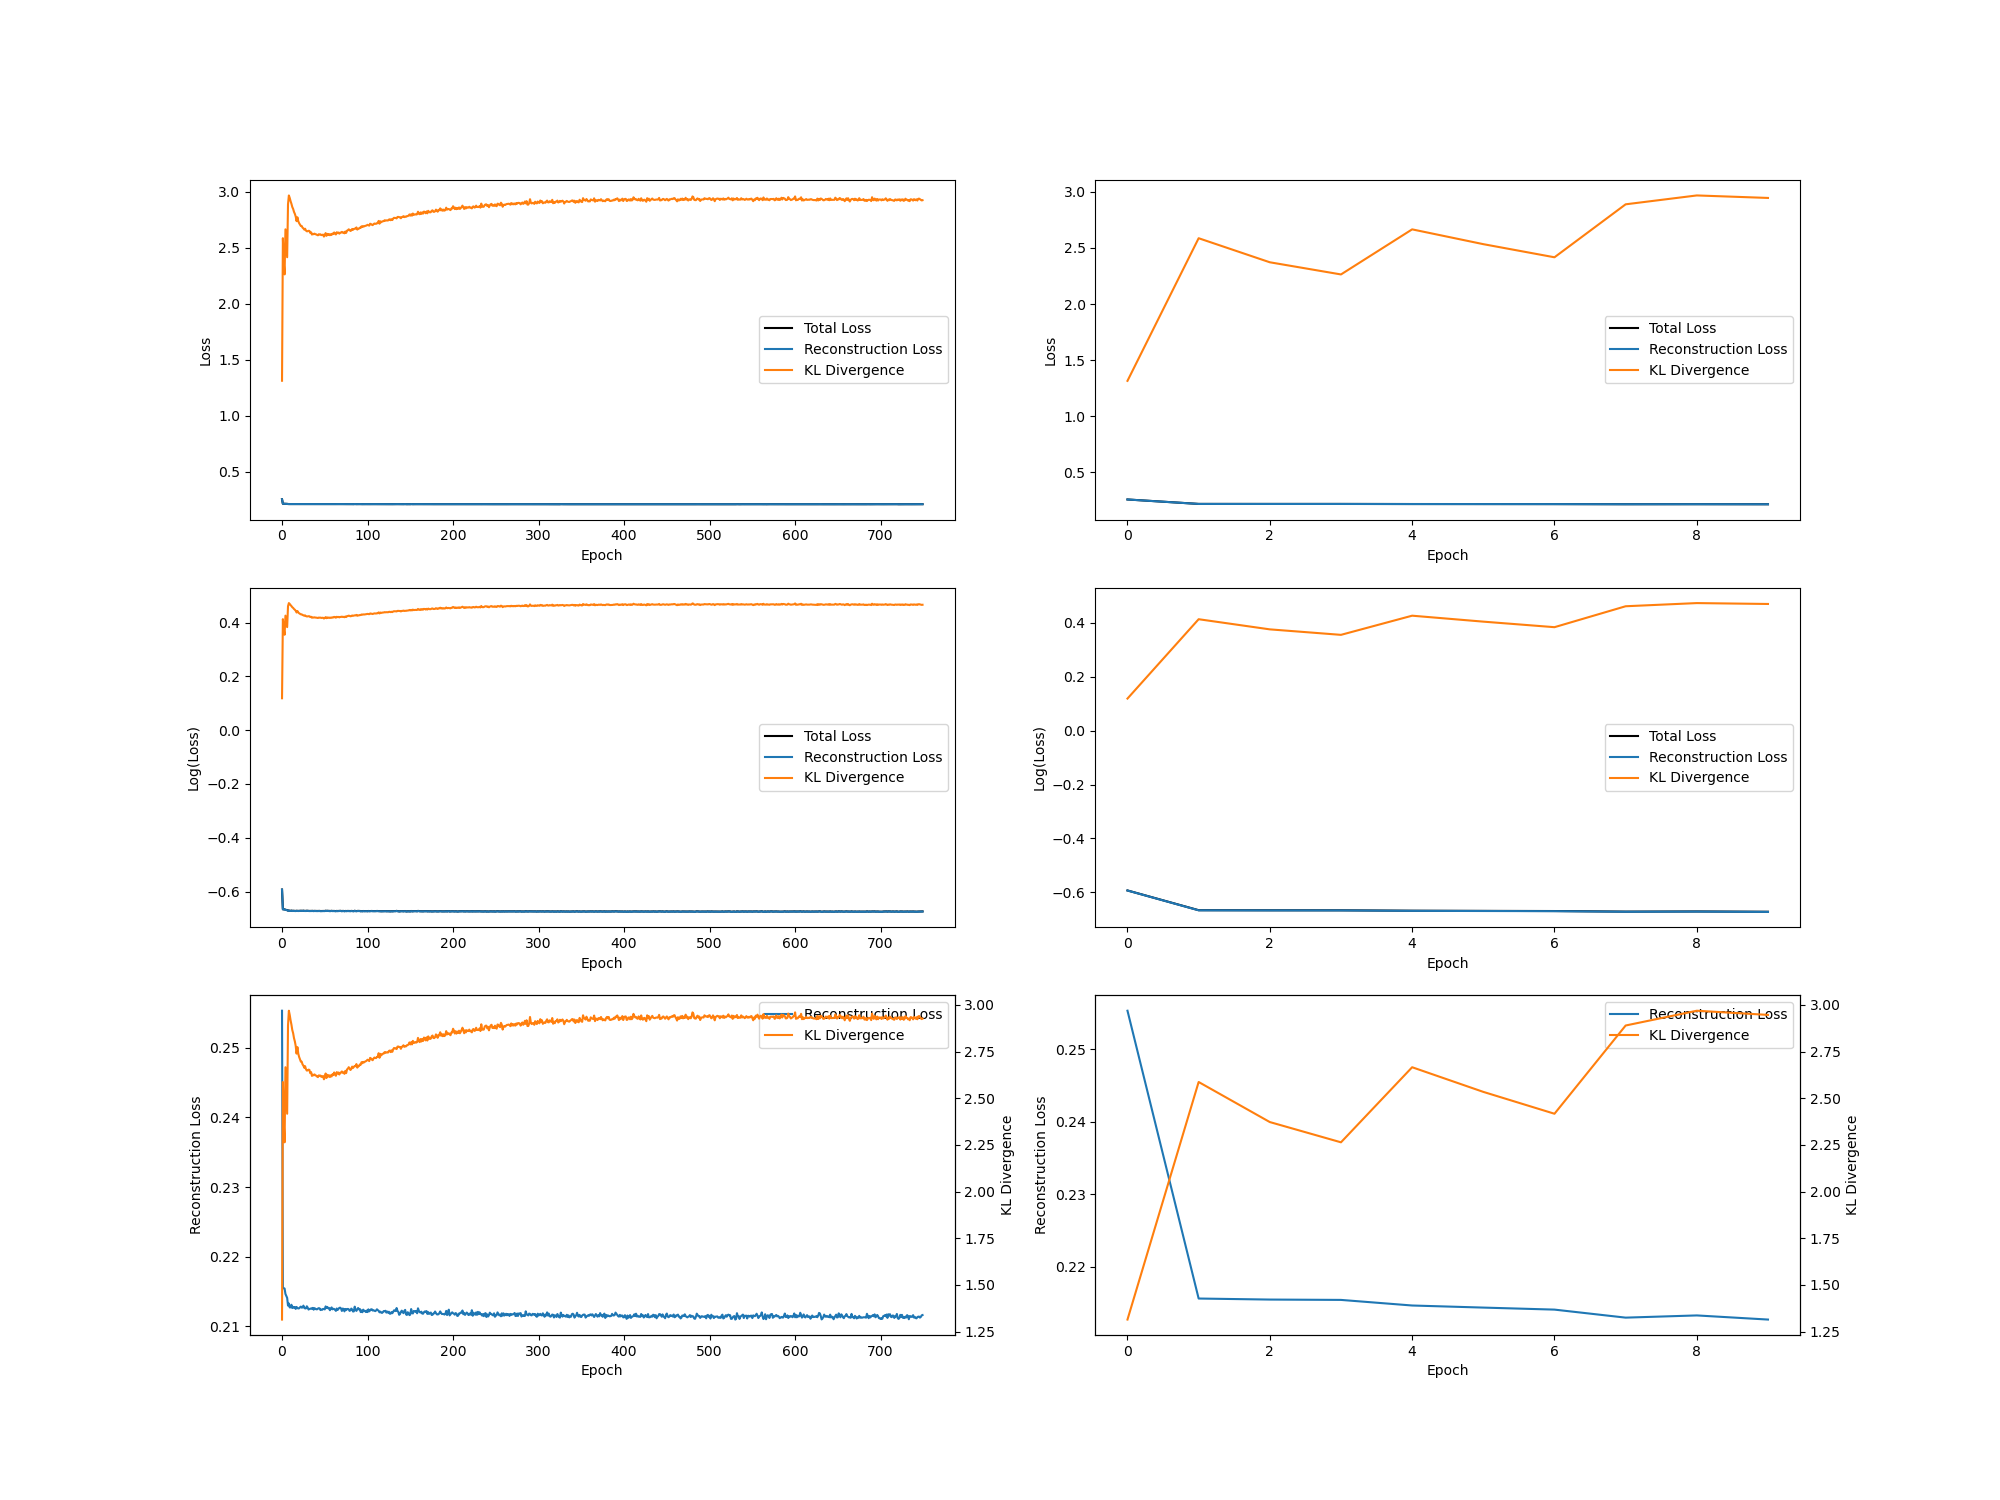 3.0
2.5
2.0
1.5
1.0
0.5
Loss
Total Loss
Reconstruction Loss
KL Divergence
0 100 200 300 400 500 600 700
Epoch
3.0
2.5
2.0
1.5
1.0
0.5
Loss
Total Loss
Reconstruction Loss
KL Divergence
0 2 4 6 8
Epoch
0.4
0.2
0.0
−0.2
−0.4
−0.6
Log(Loss)
Total Loss
Reconstruction Loss
KL Divergence
0 100 200 300 400 500 600 700
Epoch
0.4
0.2
0.0
−0.2
−0.4
−0.6
Log(Loss)
Total Loss
Reconstruction Loss
KL Divergence
0 2 4 6 8
Epoch
0.25
0.24
0.23
0.22
0.21
Reconstruction Loss
Reconstruction Loss
KL Divergence
3.00
2.75
2.50
2.25
2.00
1.75
1.50
1.25
KL Divergence
0 100 200 300 400 500 600 700
Epoch
0.25
0.24
0.23
0.22
Reconstruction Loss
Reconstruction Loss
KL Divergence
3.00
2.75
2.50
2.25
2.00
1.75
1.50
1.25
KL Divergence
0 2 4 6 8
Epoch